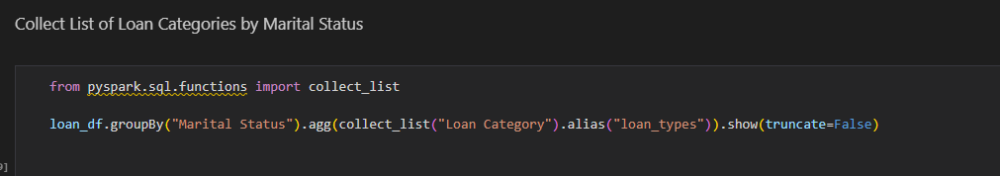 Collect List of Loan Categories by Marital Status
from pyspark.sql.functions import collect_list
loan_df.groupBy("Marital Status").agg(collect_list("Loan Category").alias("loan_types")).show(truncate=False)
9]